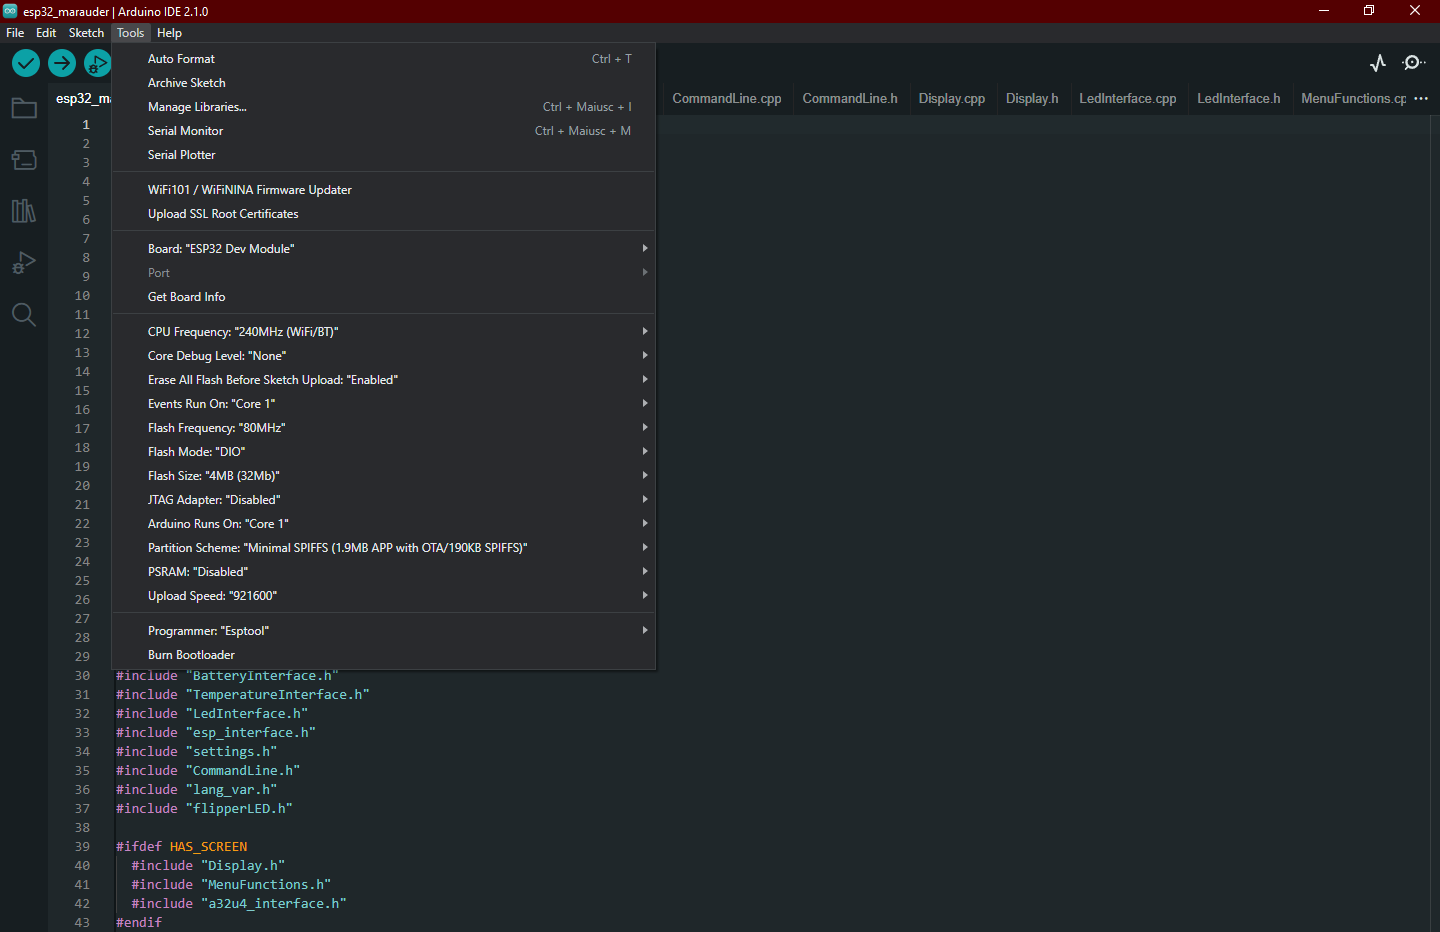 esp32_marauder | Arduino IDE 2.1.0
File Edit Sketch Tools Help
esp32_ma
CommandLine.cpp CommandLine.h Display.cpp Display.h LedInterface.cpp LedInterface.h MenuFunctions.cp ...
Auto Format Ctrl + T
Archive Sketch
Manage Libraries... Ctrl + Maiusc + I
Serial Monitor Ctrl + Maiusc + M
Serial Plotter
WiFi101 / WiFiNINA Firmware Updater
Upload SSL Root Certificates
Board: "ESP32 Dev Module"
Port
Get Board Info
CPU Frequency: "240MHz (WiFi/BT)"
Core Debug Level: "None"
Erase All Flash Before Sketch Upload: "Enabled"
Events Run On: "Core 1"
Flash Frequency: "80MHz"
Flash Mode: "DIO"
Flash Size: "4MB (32Mb)"
JTAG Adapter: "Disabled"
Arduino Runs On: "Core 1"
Partition Scheme: "Minimal SPIFFS (1.9MB APP with OTA/190KB SPIFFS)"
PSRAM: "Disabled"
Upload Speed: "921600"
Programmer: "Esptool"
Burn Bootloader
1
2
3
4
5
6
7
8
9
10
11
12
13
14
15
16
17
18
19
20
21
22
23
24
25
26
27
28
29
30 #include "BatteryInterface.h"
31 #include "TemperatureInterface.h"
32 #include "LedInterface.h"
33 #include "esp_interface.h"
34 #include "settings.h"
35 #include "CommandLine.h"
36 #include "lang_var.h"
37 #include "flipperLED.h"
38
39 #ifdef HAS_SCREEN
40 #include "Display.h"
41 #include "MenuFunctions.h"
42 #include "a32u4_interface.h"
43 #endif